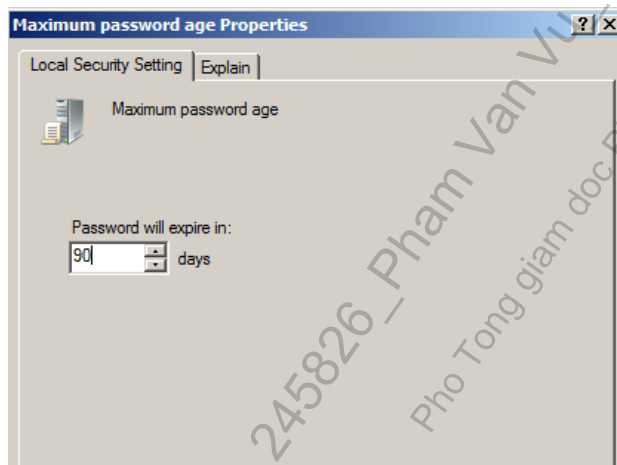 Maximum password age Properties
Local Security Setting
Explain
Maximum password age
Password will expire in:
90 days
245826_Pham Van
Pho Tong giam doc